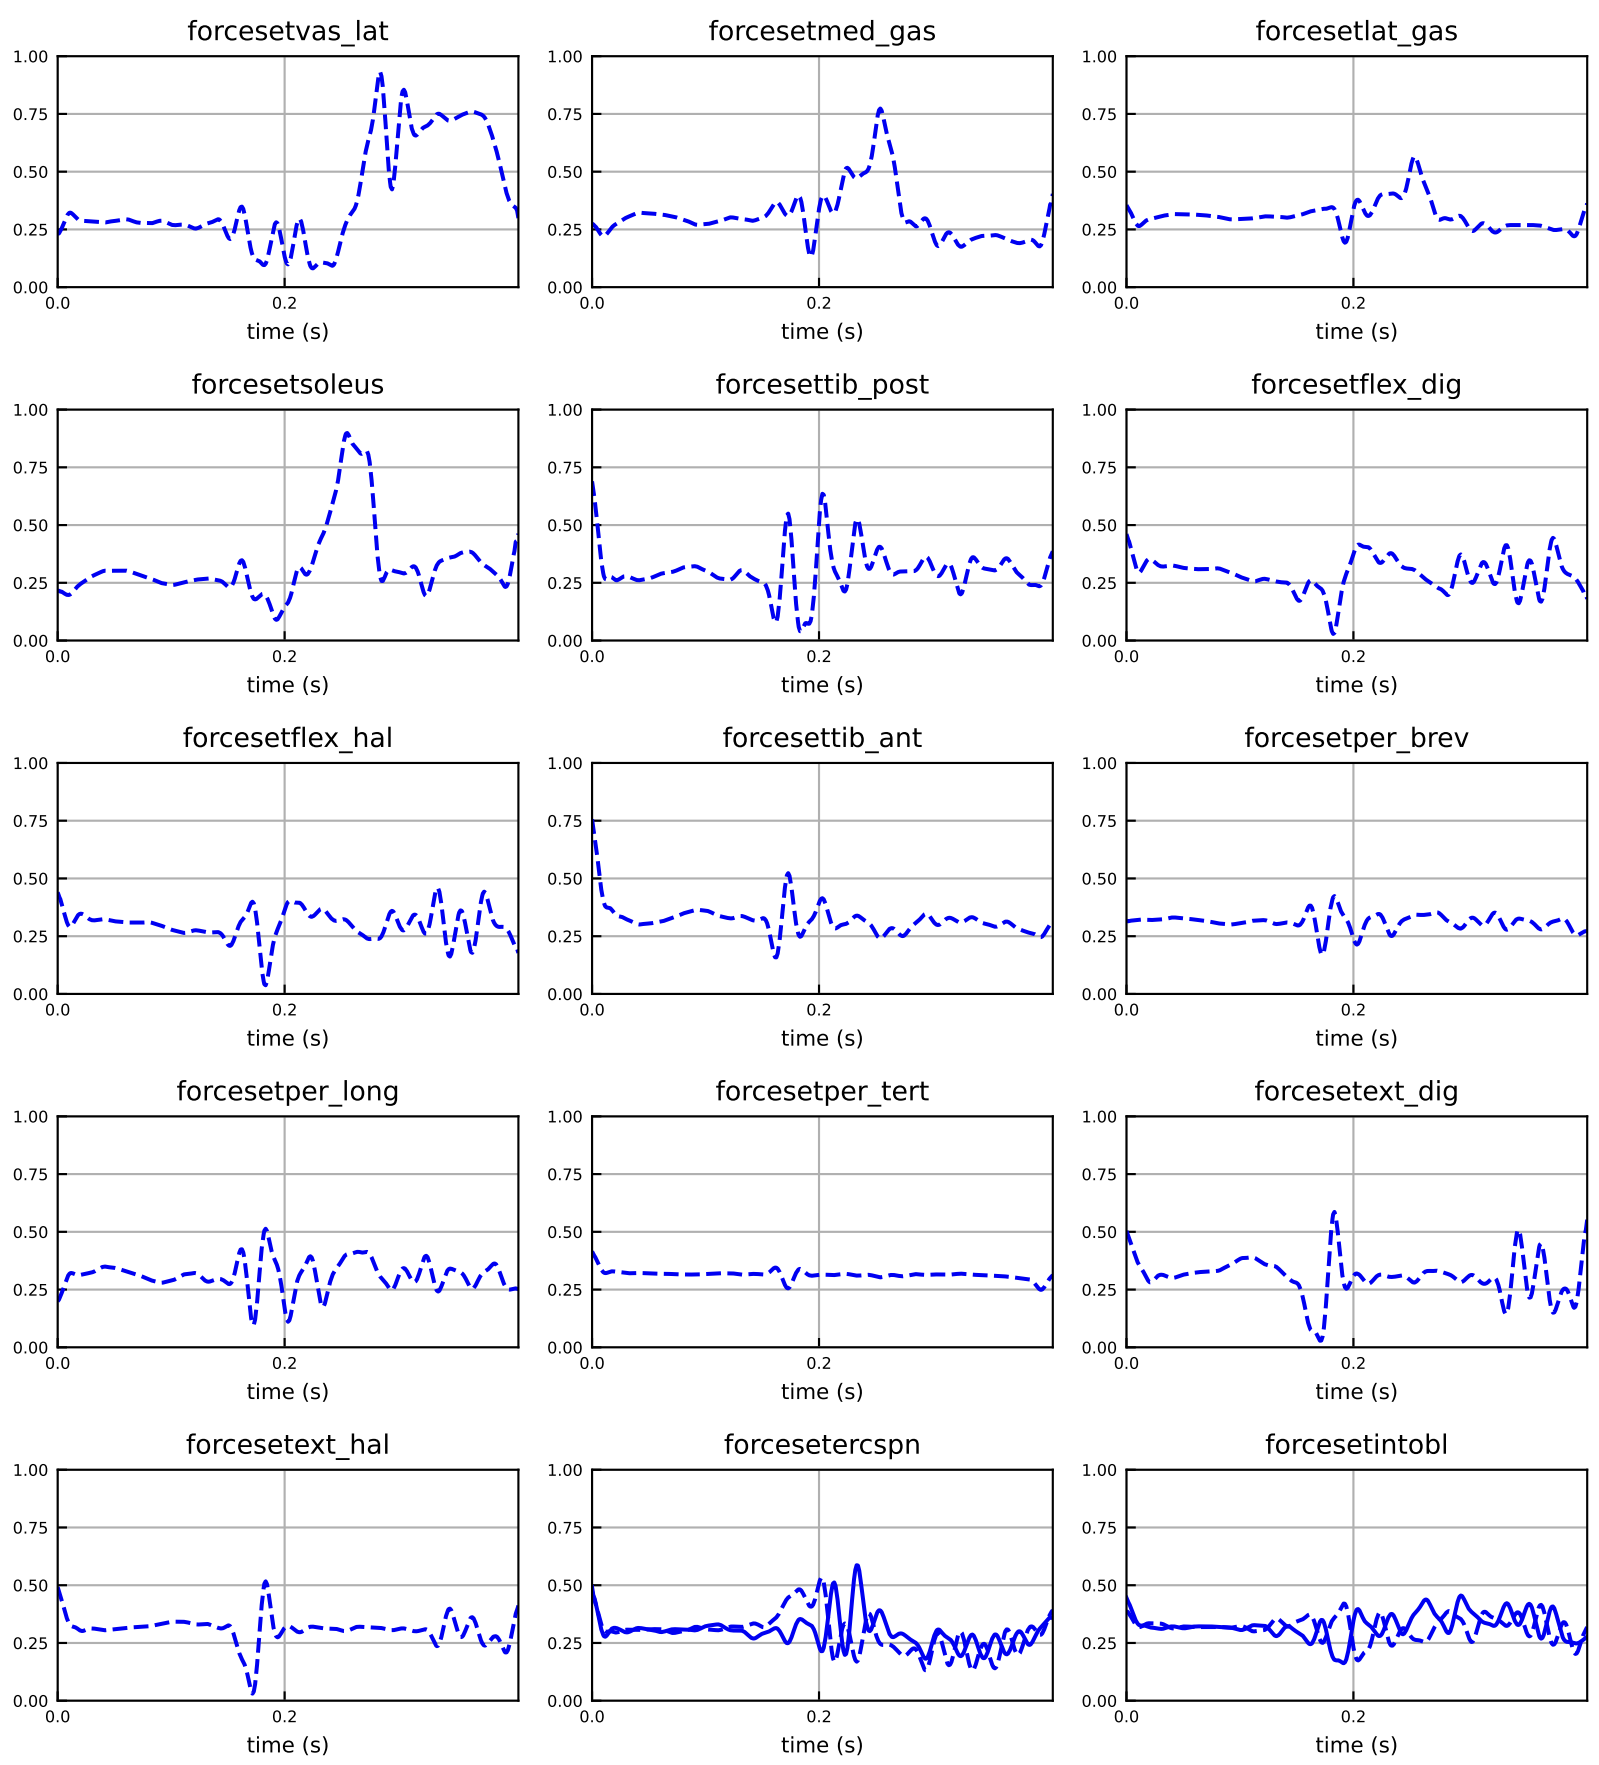 forcesetvas_lat forcesetmed_gas forcesetlat_gas
1.00 1.00 1.00
0.75 0.75 0.75
0.50 0.50 0.50
0.25 0.25 0.25
0.00 0.00 0.00
0.0 0.2 0.0 0.2 0.0 0.2
time (s) time (s) time (s)
forcesetsoleus forcesettib_post forcesetflex_dig
1.00 1.00 1.00
0.75 0.75 0.75
0.50 0.50 0.50
0.25 0.25 0.25
0.00 0.00 0.00
0.0 0.2 0.0 0.2 0.0 0.2
time (s) time (s) time (s)
forcesetflex_hal forcesettib_ant forcesetper_brev
1.00 1.00 1.00
0.75 0.75 0.75
0.50 0.50 0.50
0.25 0.25 0.25
0.00 0.00 0.00
0.0 0.2 0.0 0.2 0.0 0.2
time (s) time (s) time (s)
forcesetper_long forcesetper_tert forcesetext_dig
1.00 1.00 1.00
0.75 0.75 0.75
0.50 0.50 0.50
0.25 0.25 0.25
0.00 0.00 0.00
0.0 0.2 0.0 0.2 0.0 0.2
time (s) time (s) time (s)
forcesetext_hal forcesetercspn forcesetintobl
1.00 1.00 1.00
0.75 0.75 0.75
0.50 0.50 0.50
0.25 0.25 0.25
0.00 0.00 0.00
0.0 0.2 0.0 0.2 0.0 0.2
time (s) time (s) time (s)